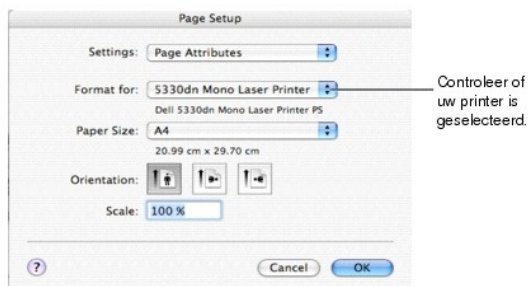 Page Setup
Settings: Page Attributes
Format for: 5330dn Mono Laser Printer
Dell 5330dn Mono Laser Printer PS
Paper Size: A4
20.99 cm x 29.70 cm
Orientation:
Scale: 100 %
? Cancel OK
Controleer of
uw printer is
geselecteerd.